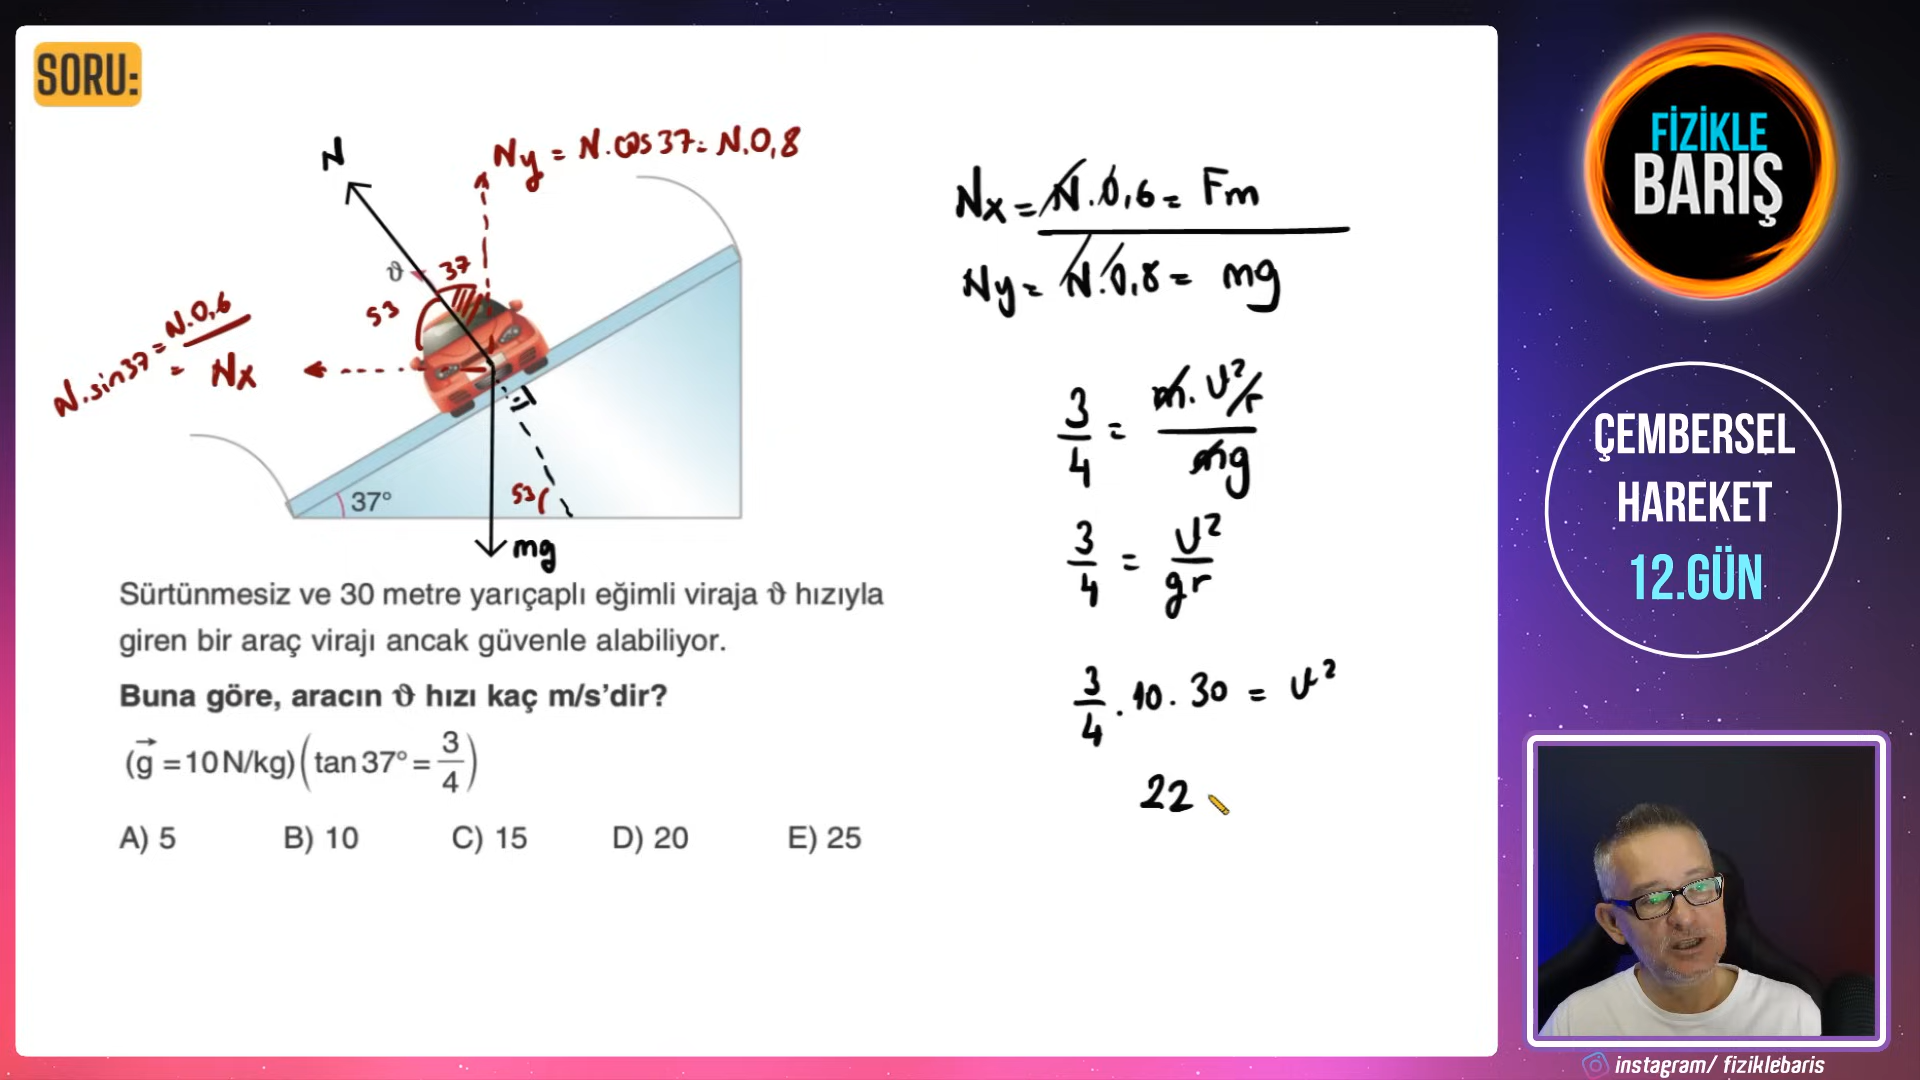 SORU:
N
Ny = N.cos37 = N.0,8
ϑ
37
53
N.sin37 = N.0,6
= Nx
37°
53
mg
Sürtünmesiz ve 30 metre yarıçaplı eğimli viraja ϑ hızıyla
giren bir araç virajı ancak güvenle alabiliyor.
Buna göre, aracın ϑ hızı kaç m/s'dir?
(g⃗ = 10 N/kg) (tan 37° = 3/4)
A) 5 B) 10 C) 15 D) 20 E) 25
Nx = N.0,6 = Fm
Ny = N.0,8 = mg
3/4 = m.v²/r / mg
3/4 = v²/gr
3/4 . 10 . 30 = v²
22
FİZİKLE
BARIŞ
ÇEMBERSEL
HAREKET
12.GÜN
instagram/ fiziklebaris